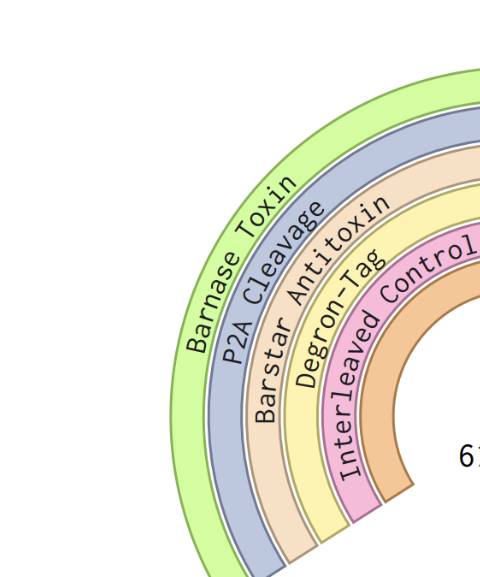 Barnase Toxin
P2A Cleavage
Barstar Antitoxin
Degron-Tag
Interleaved Control